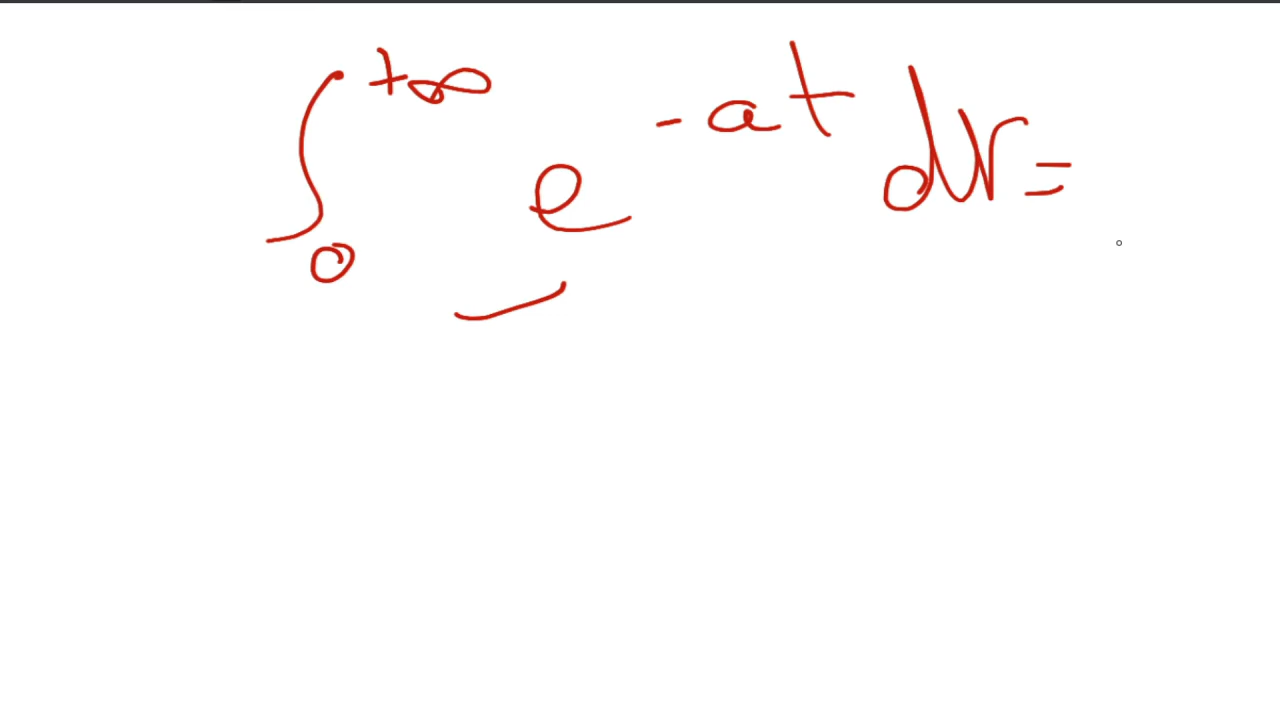 ∫₀^{+∞} e^{-at} dr =